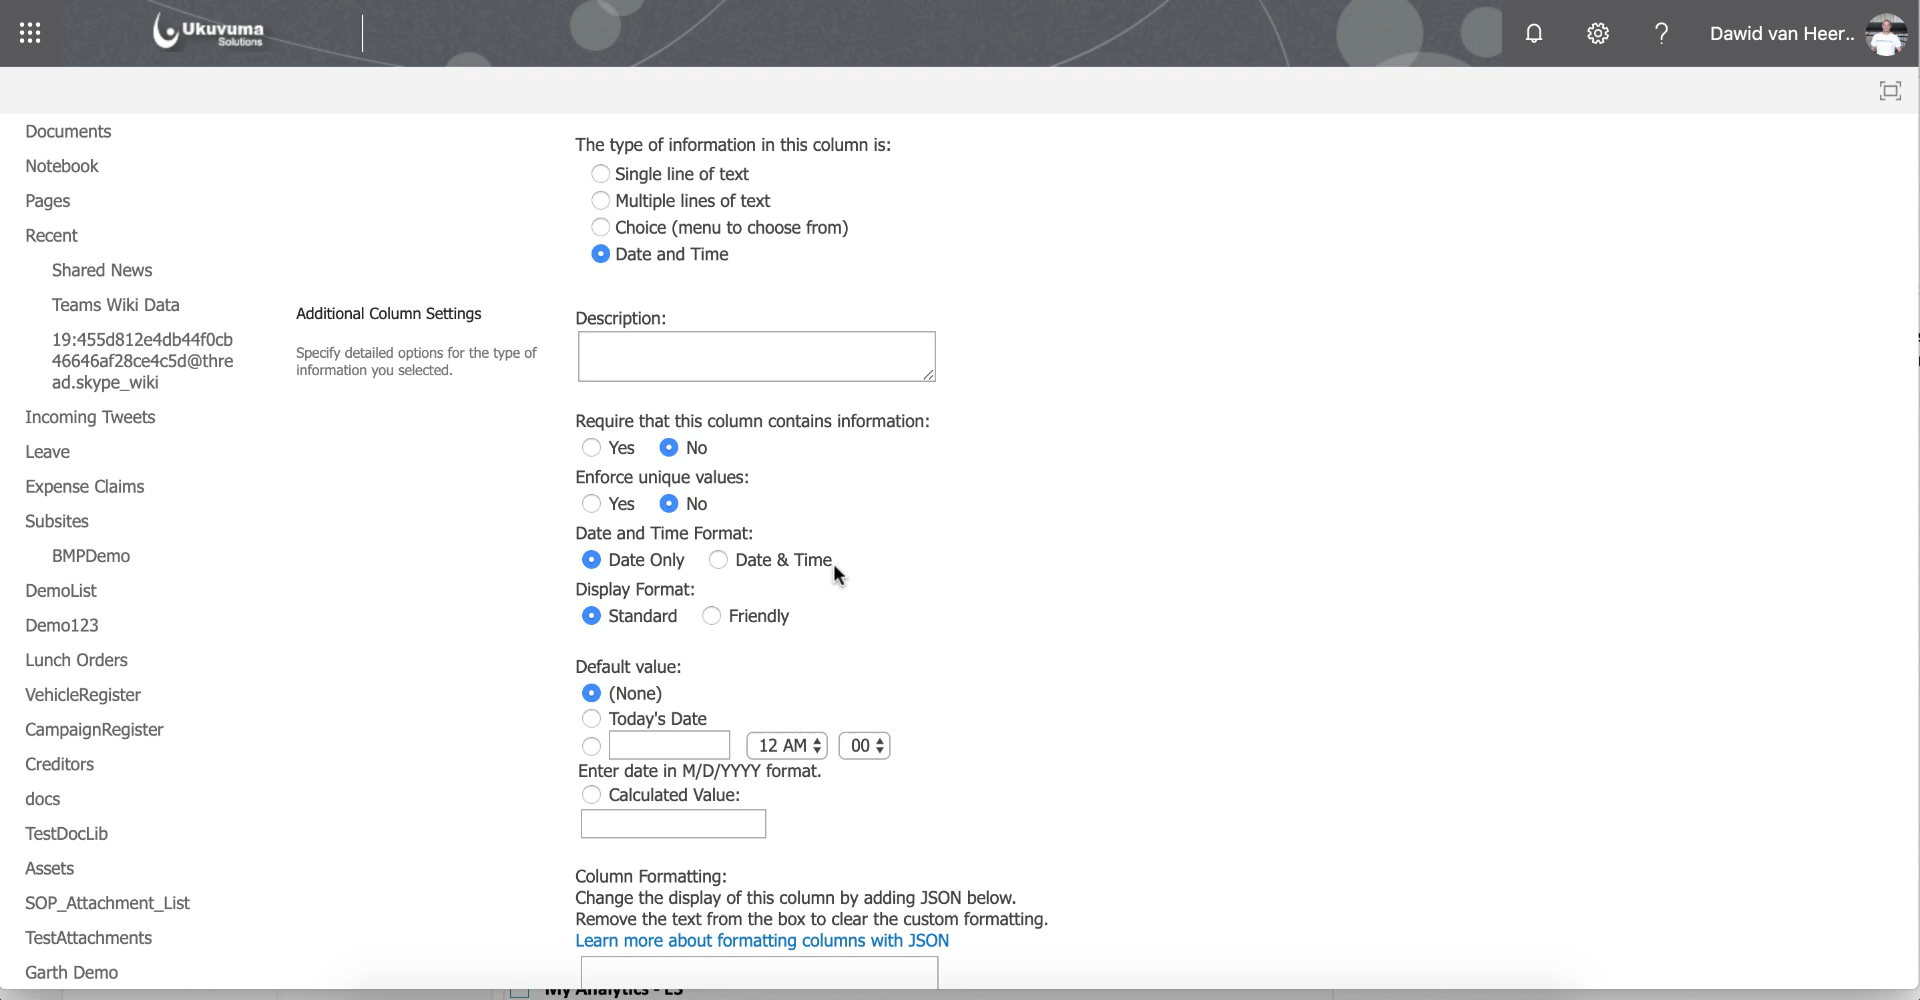 Ukuvuma
Solutions
?
Dawid van Heer..
Documents
Notebook
Pages
Recent
Shared News
Teams Wiki Data
19:455d812e4db44f0cb
46646af28ce4c5d@thre
ad.skype_wiki
Incoming Tweets
Leave
Expense Claims
Subsites
BMPDemo
DemoList
Demo123
Lunch Orders
VehicleRegister
CampaignRegister
Creditors
docs
TestDocLib
Assets
SOP_Attachment_List
TestAttachments
Garth Demo
Additional Column Settings
Specify detailed options for the type of
information you selected.
The type of information in this column is:
Single line of text
Multiple lines of text
Choice (menu to choose from)
Date and Time
Description:
Require that this column contains information:
Yes No
Enforce unique values:
Yes No
Date and Time Format:
Date Only Date & Time
Display Format:
Standard Friendly
Default value:
(None)
Today's Date
12 AM 00
Enter date in M/D/YYYY format.
Calculated Value:
Column Formatting:
Change the display of this column by adding JSON below.
Remove the text from the box to clear the custom formatting.
Learn more about formatting columns with JSON